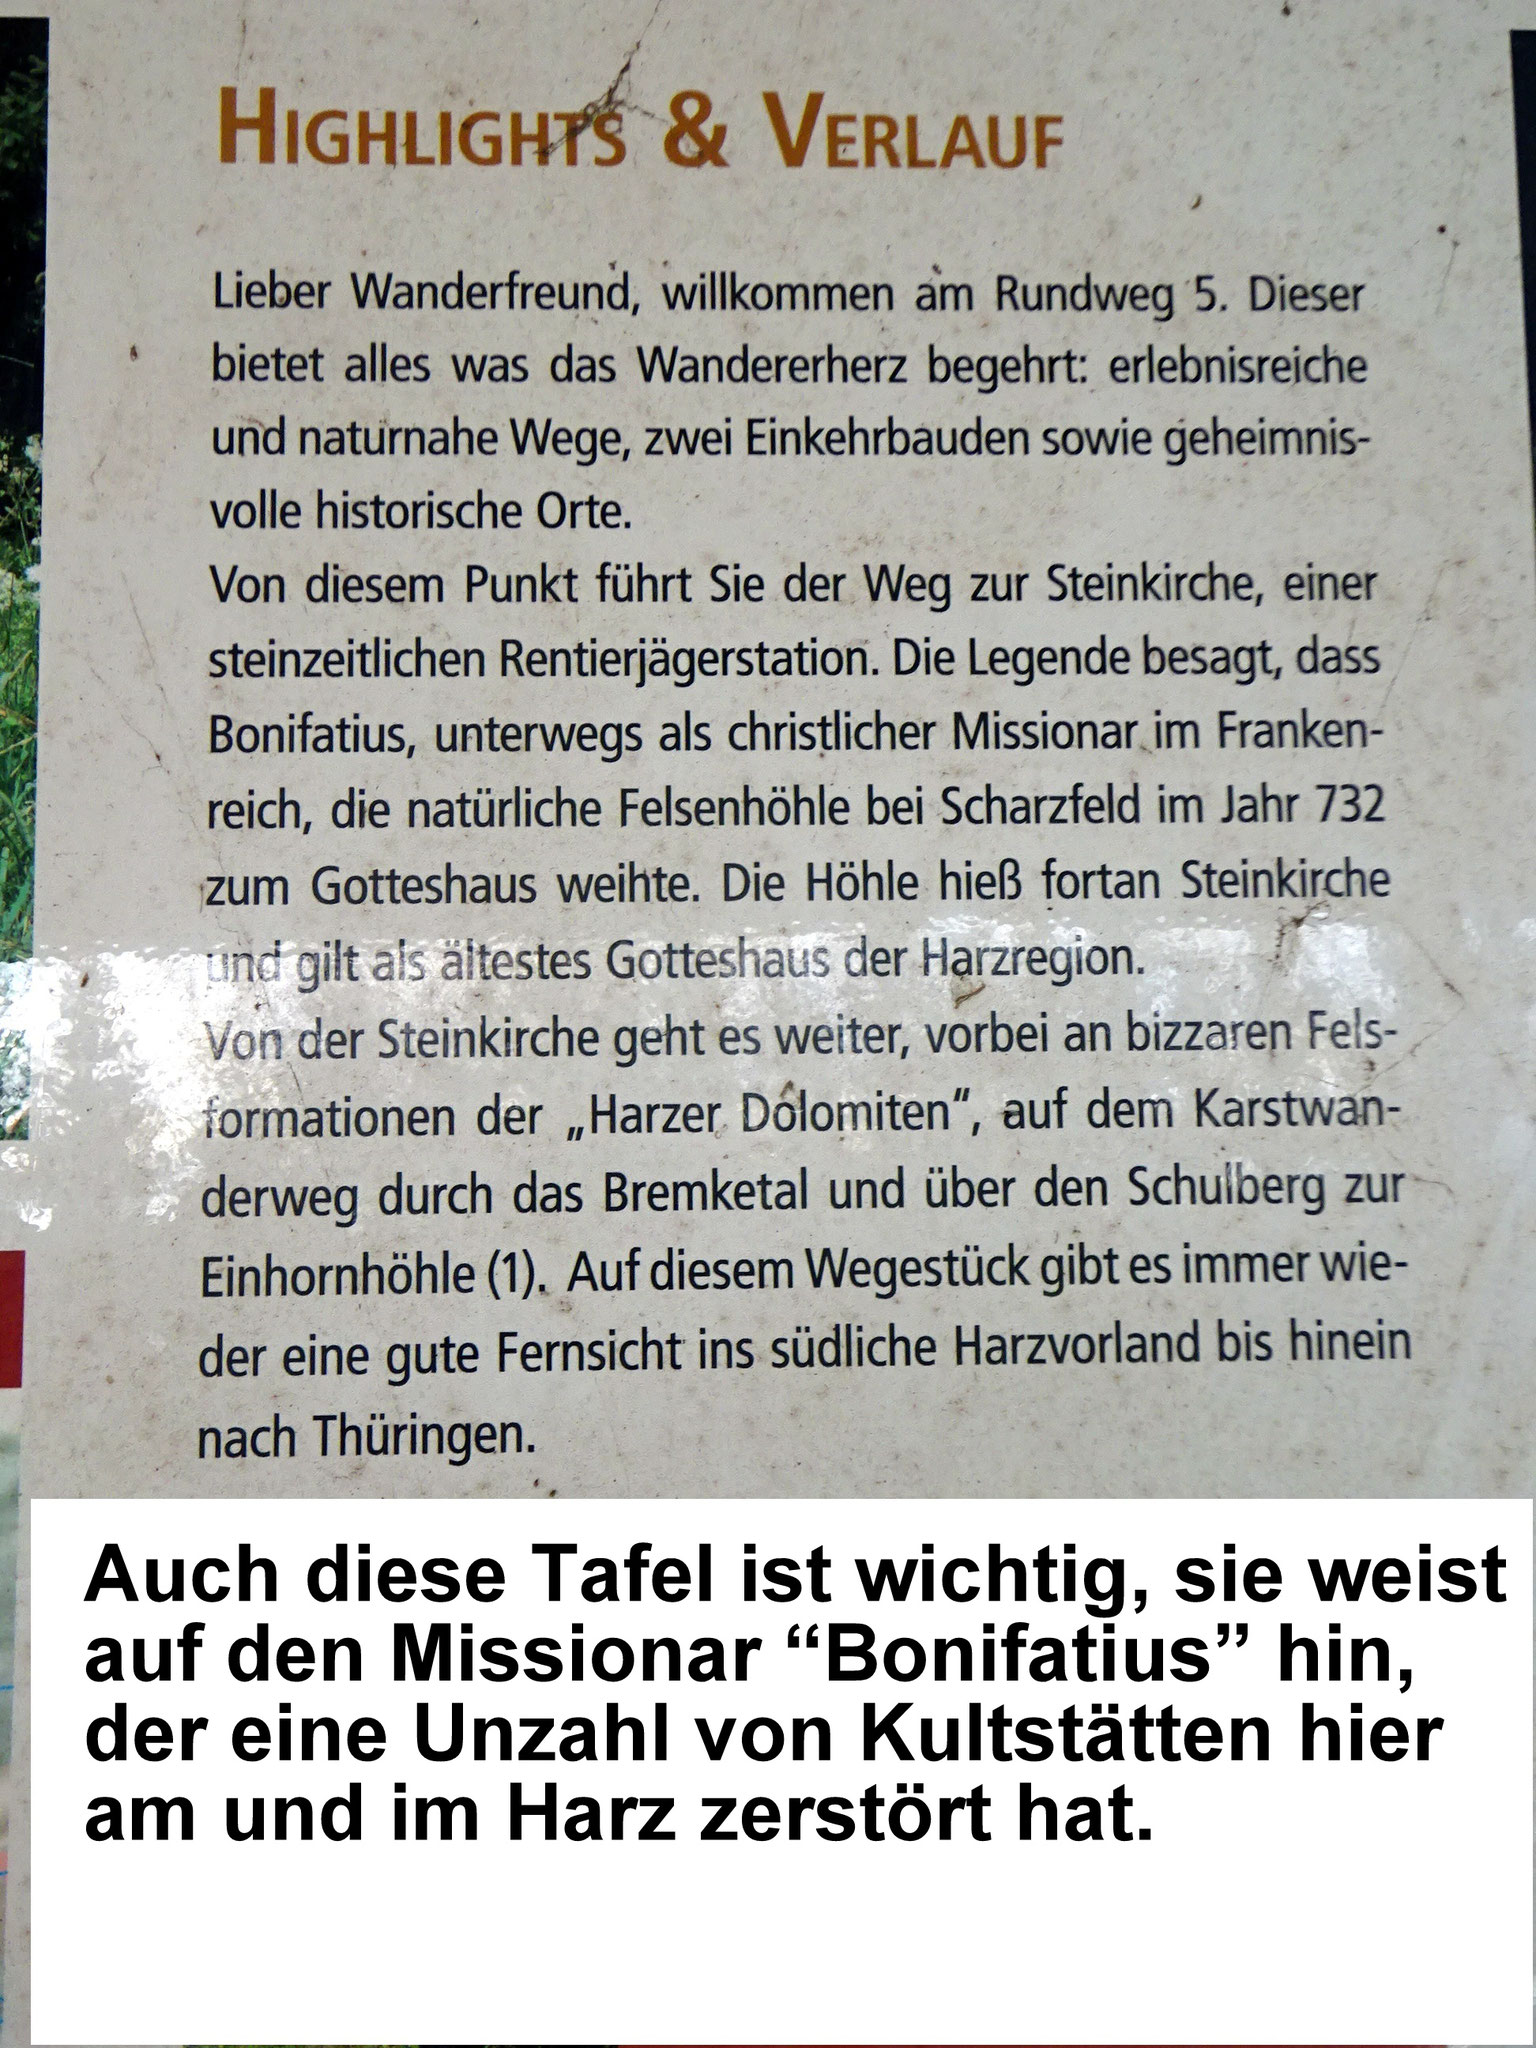 HIGHLIGHTS & VERLAUF
Lieber Wanderfreund, willkommen am Rundweg 5. Dieser
bietet alles was das Wandererherz begehrt: erlebnisreiche
und naturnahe Wege, zwei Einkehrbauden sowie geheimnis-
volle historische Orte.
Von diesem Punkt führt Sie der Weg zur Steinkirche, einer
steinzeitlichen Rentierjägerstation. Die Legende besagt, dass
Bonifatius, unterwegs als christlicher Missionar im Franken-
reich, die natürliche Felsenhöhle bei Scharzfeld im Jahr 732
zum Gotteshaus weihte. Die Höhle hieß fortan Steinkirche
und gilt als ältestes Gotteshaus der Harzregion.
Von der Steinkirche geht es weiter, vorbei an bizzaren Fels-
formationen der „Harzer Dolomiten“, auf dem Karstwan-
derweg durch das Bremketal und über den Schulberg zur
Einhornhöhle (1). Auf diesem Wegestück gibt es immer wie-
der eine gute Fernsicht ins südliche Harzvorland bis hinein
nach Thüringen.
Auch diese Tafel ist wichtig, sie weist
auf den Missionar “Bonifatius” hin,
der eine Unzahl von Kultstätten hier
am und im Harz zerstört hat.